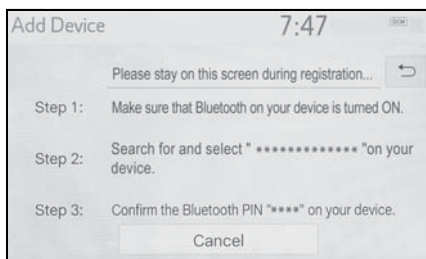 Add Device 7:47 DCM
Please stay on this screen during registration...
Step 1: Make sure that Bluetooth on your device is turned ON.
Step 2: Search for and select " ************* "on your
device.
Step 3: Confirm the Bluetooth PIN "****" on your device.
Cancel